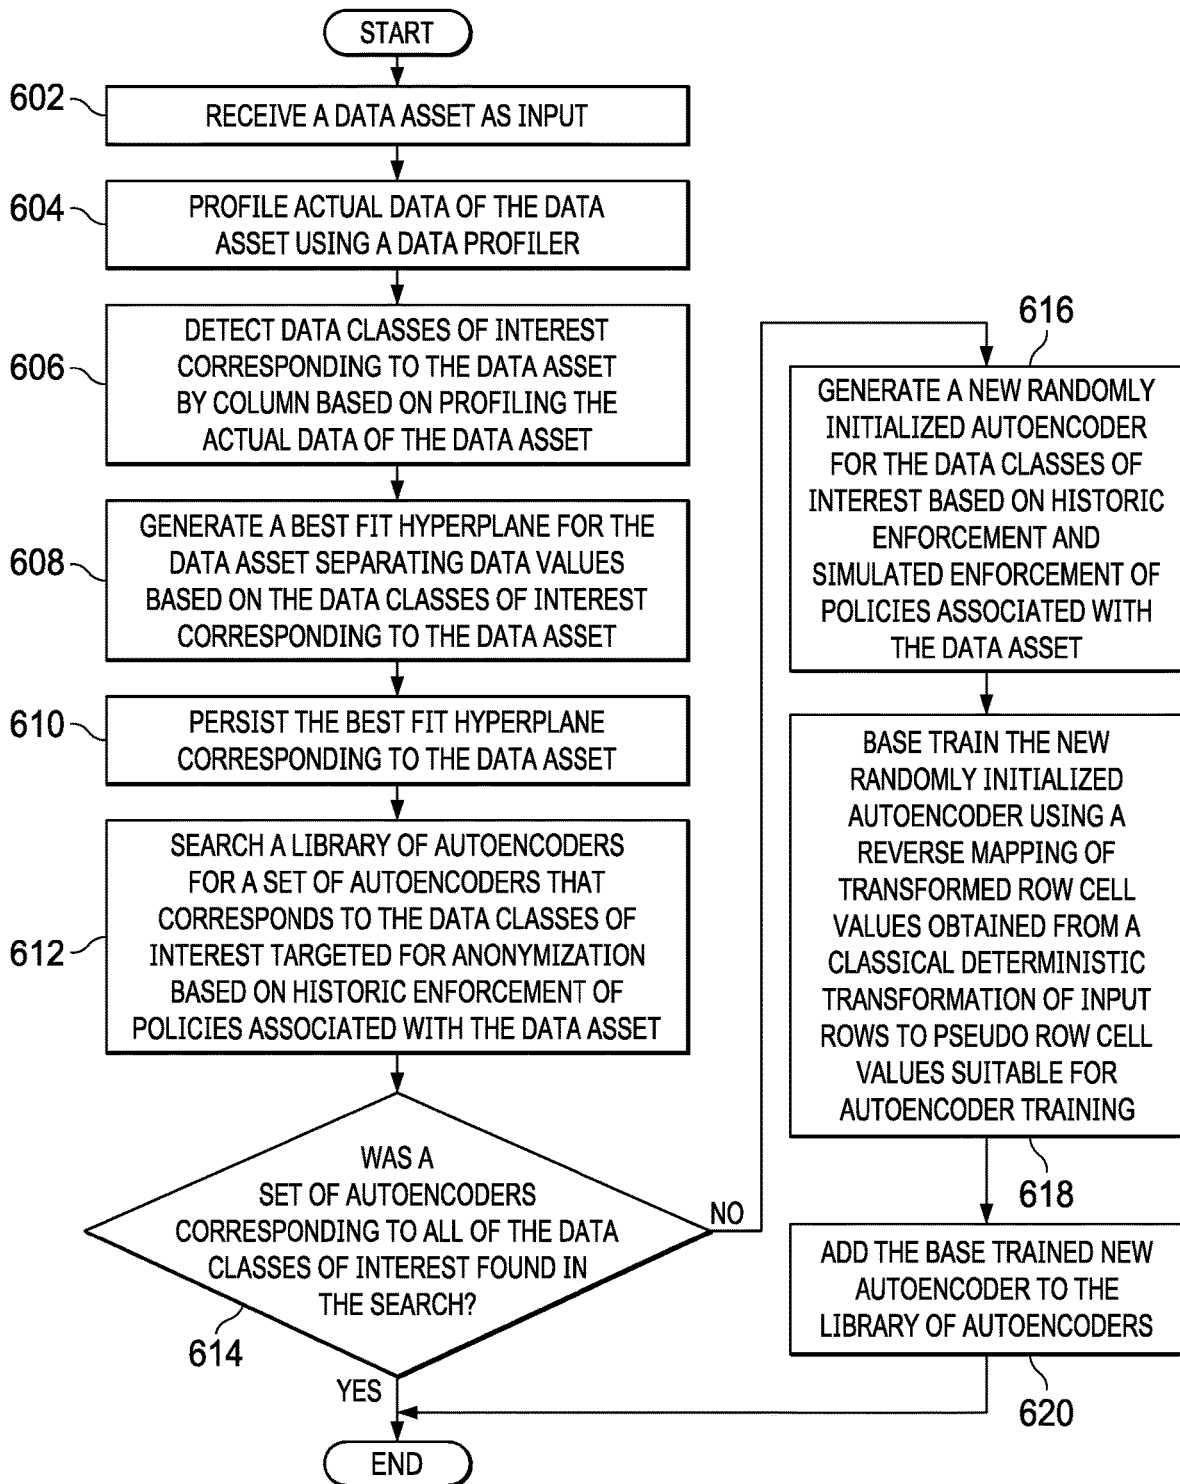 START
602
RECEIVE A DATA ASSET AS INPUT
604
PROFILE ACTUAL DATA OF THE DATA
ASSET USING A DATA PROFILER
606
DETECT DATA CLASSES OF INTEREST
CORRESPONDING TO THE DATA ASSET
BY COLUMN BASED ON PROFILING THE
ACTUAL DATA OF THE DATA ASSET
608
GENERATE A BEST FIT HYPERPLANE FOR THE
DATA ASSET SEPARATING DATA VALUES
BASED ON THE DATA CLASSES OF INTEREST
CORRESPONDING TO THE DATA ASSET
610
PERSIST THE BEST FIT HYPERPLANE
CORRESPONDING TO THE DATA ASSET
612
SEARCH A LIBRARY OF AUTOENCODERS
FOR A SET OF AUTOENCODERS THAT
CORRESPONDS TO THE DATA CLASSES OF
INTEREST TARGETED FOR ANONYMIZATION
BASED ON HISTORIC ENFORCEMENT OF
POLICIES ASSOCIATED WITH THE DATA ASSET
WAS A
SET OF AUTOENCODERS
CORRESPONDING TO ALL OF THE DATA
CLASSES OF INTEREST FOUND IN
THE SEARCH?
614
NO
YES
616
GENERATE A NEW RANDOMLY
INITIALIZED AUTOENCODER
FOR THE DATA CLASSES OF
INTEREST BASED ON HISTORIC
ENFORCEMENT AND
SIMULATED ENFORCEMENT OF
POLICIES ASSOCIATED WITH
THE DATA ASSET
BASE TRAIN THE NEW
RANDOMLY INITIALIZED
AUTOENCODER USING A
REVERSE MAPPING OF
TRANSFORMED ROW CELL
VALUES OBTAINED FROM A
CLASSICAL DETERMINISTIC
TRANSFORMATION OF INPUT
ROWS TO PSEUDO ROW CELL
VALUES SUITABLE FOR
AUTOENCODER TRAINING
618
ADD THE BASE TRAINED NEW
AUTOENCODER TO THE
LIBRARY OF AUTOENCODERS
620
END